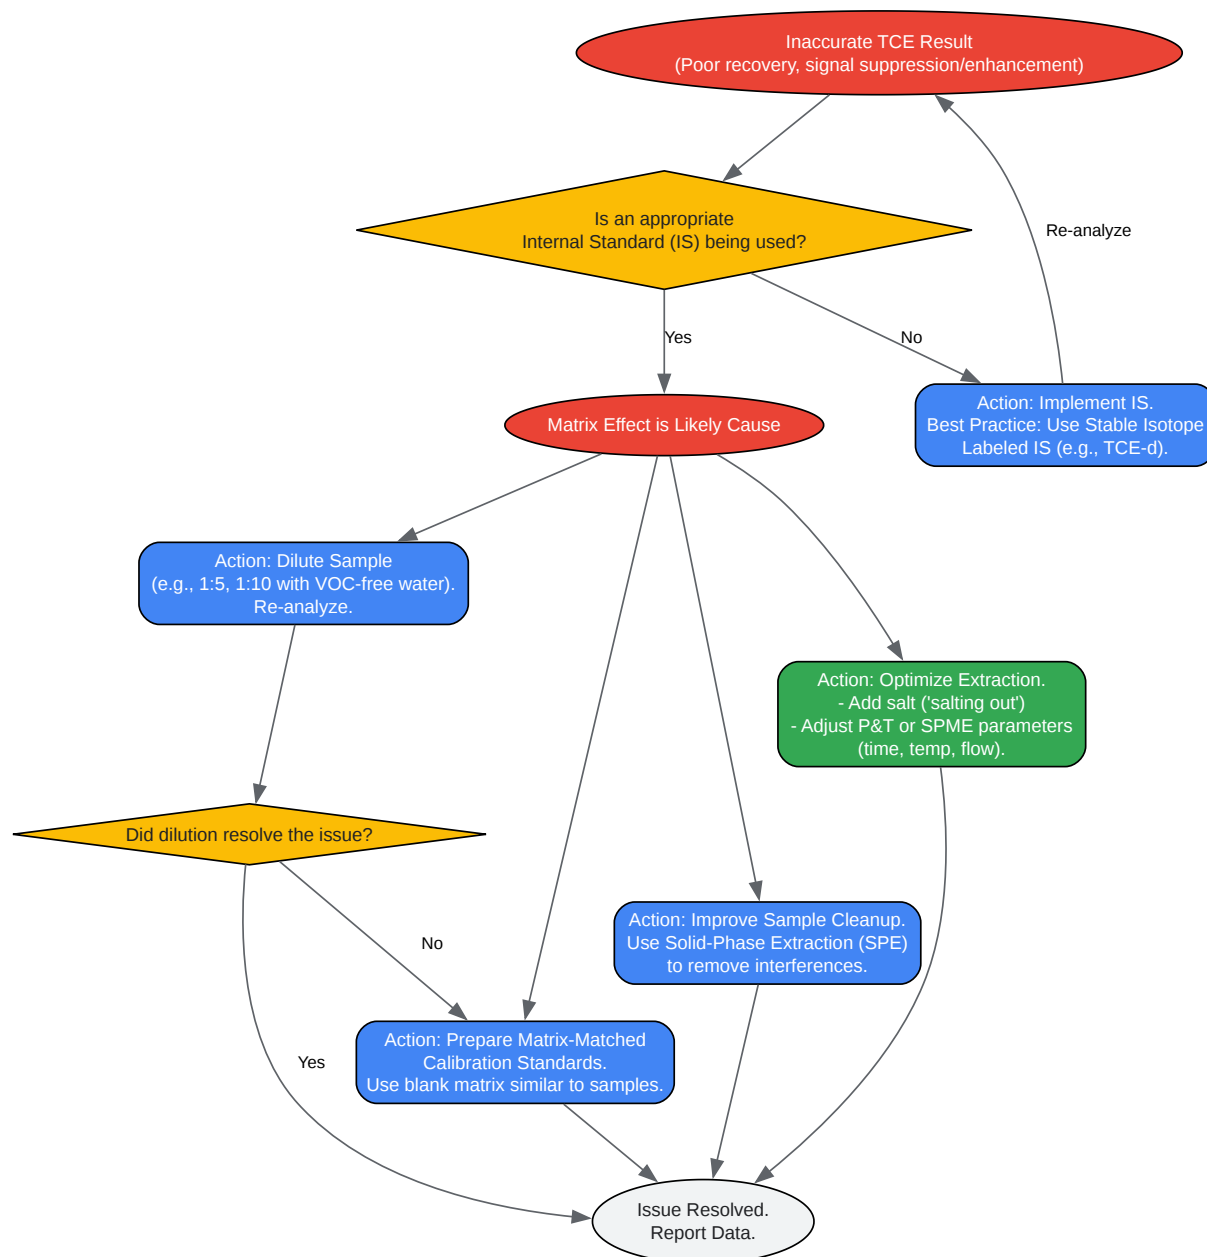 Inaccurate TCE Result
(Poor recovery, signal suppression/enhancement)
Is an appropriate
Internal Standard (IS) being used?
Re-analyze
Yes
No
Action: Implement IS.
Best Practice: Use Stable Isotope
Labeled IS (e.g., TCE-d).
Matrix Effect is Likely Cause
Action: Dilute Sample
(e.g., 1:5, 1:10 with VOC-free water).
Re-analyze.
Action: Optimize Extraction.
- Add salt ('salting out')
- Adjust P&T or SPME parameters
(time, temp, flow).
Did dilution resolve the issue?
No
Action: Improve Sample Cleanup.
Use Solid-Phase Extraction (SPE)
to remove interferences.
Yes
Action: Prepare Matrix-Matched
Calibration Standards.
Use blank matrix similar to samples.
Issue Resolved.
Report Data.